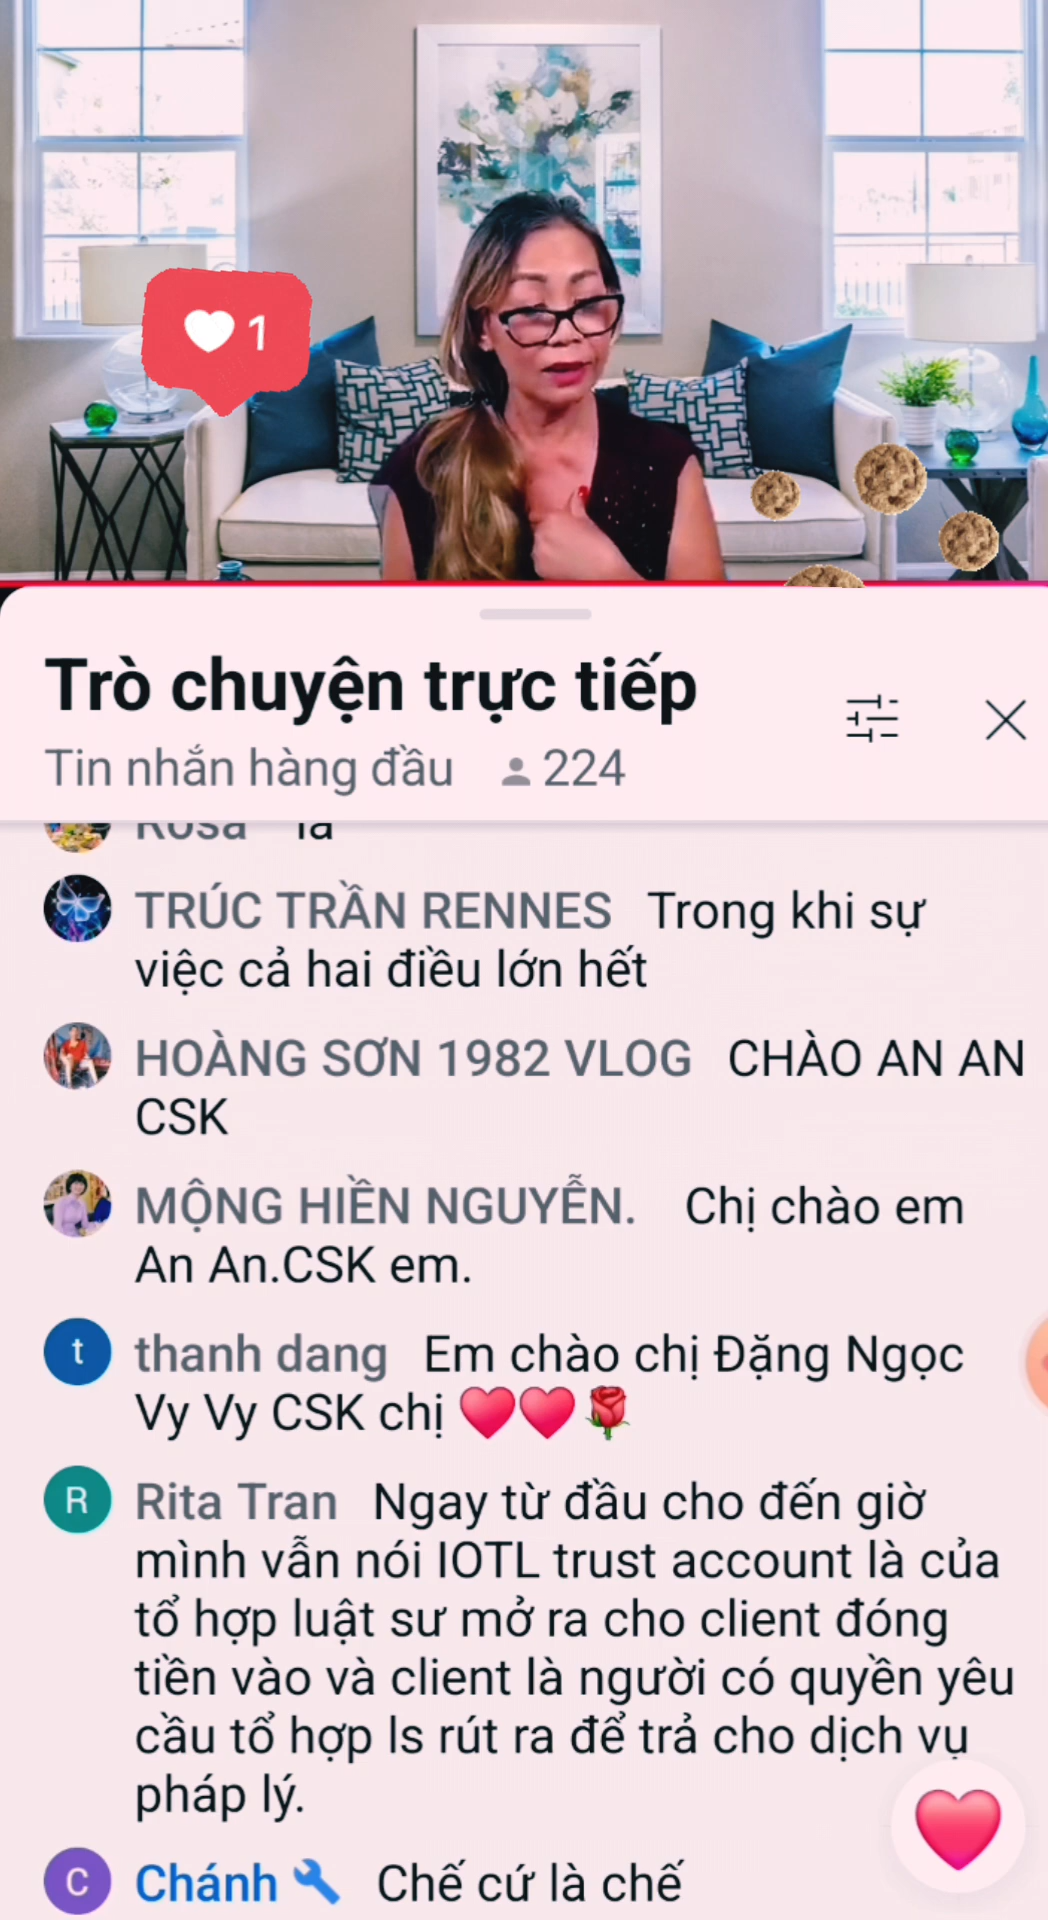 1
Trò chuyện trực tiếp
Tin nhắn hàng đầu 224
Rosa là
TRÚC TRẦN RENNES Trong khi sự
việc cả hai điều lớn hết
HOÀNG SƠN 1982 VLOG CHÀO AN AN
CSK
MỘNG HIỀN NGUYỄN. Chị chào em
An An.CSK em.
t thanh dang Em chào chị Đặng Ngọc
Vy Vy CSK chị ❤️❤️🌹
R Rita Tran Ngay từ đầu cho đến giờ
mình vẫn nói IOTL trust account là của
tổ hợp luật sư mở ra cho client đóng
tiền vào và client là người có quyền yêu
cầu tổ hợp ls rút ra để trả cho dịch vụ
pháp lý.
C Chánh 🔧 Chế cứ là chế